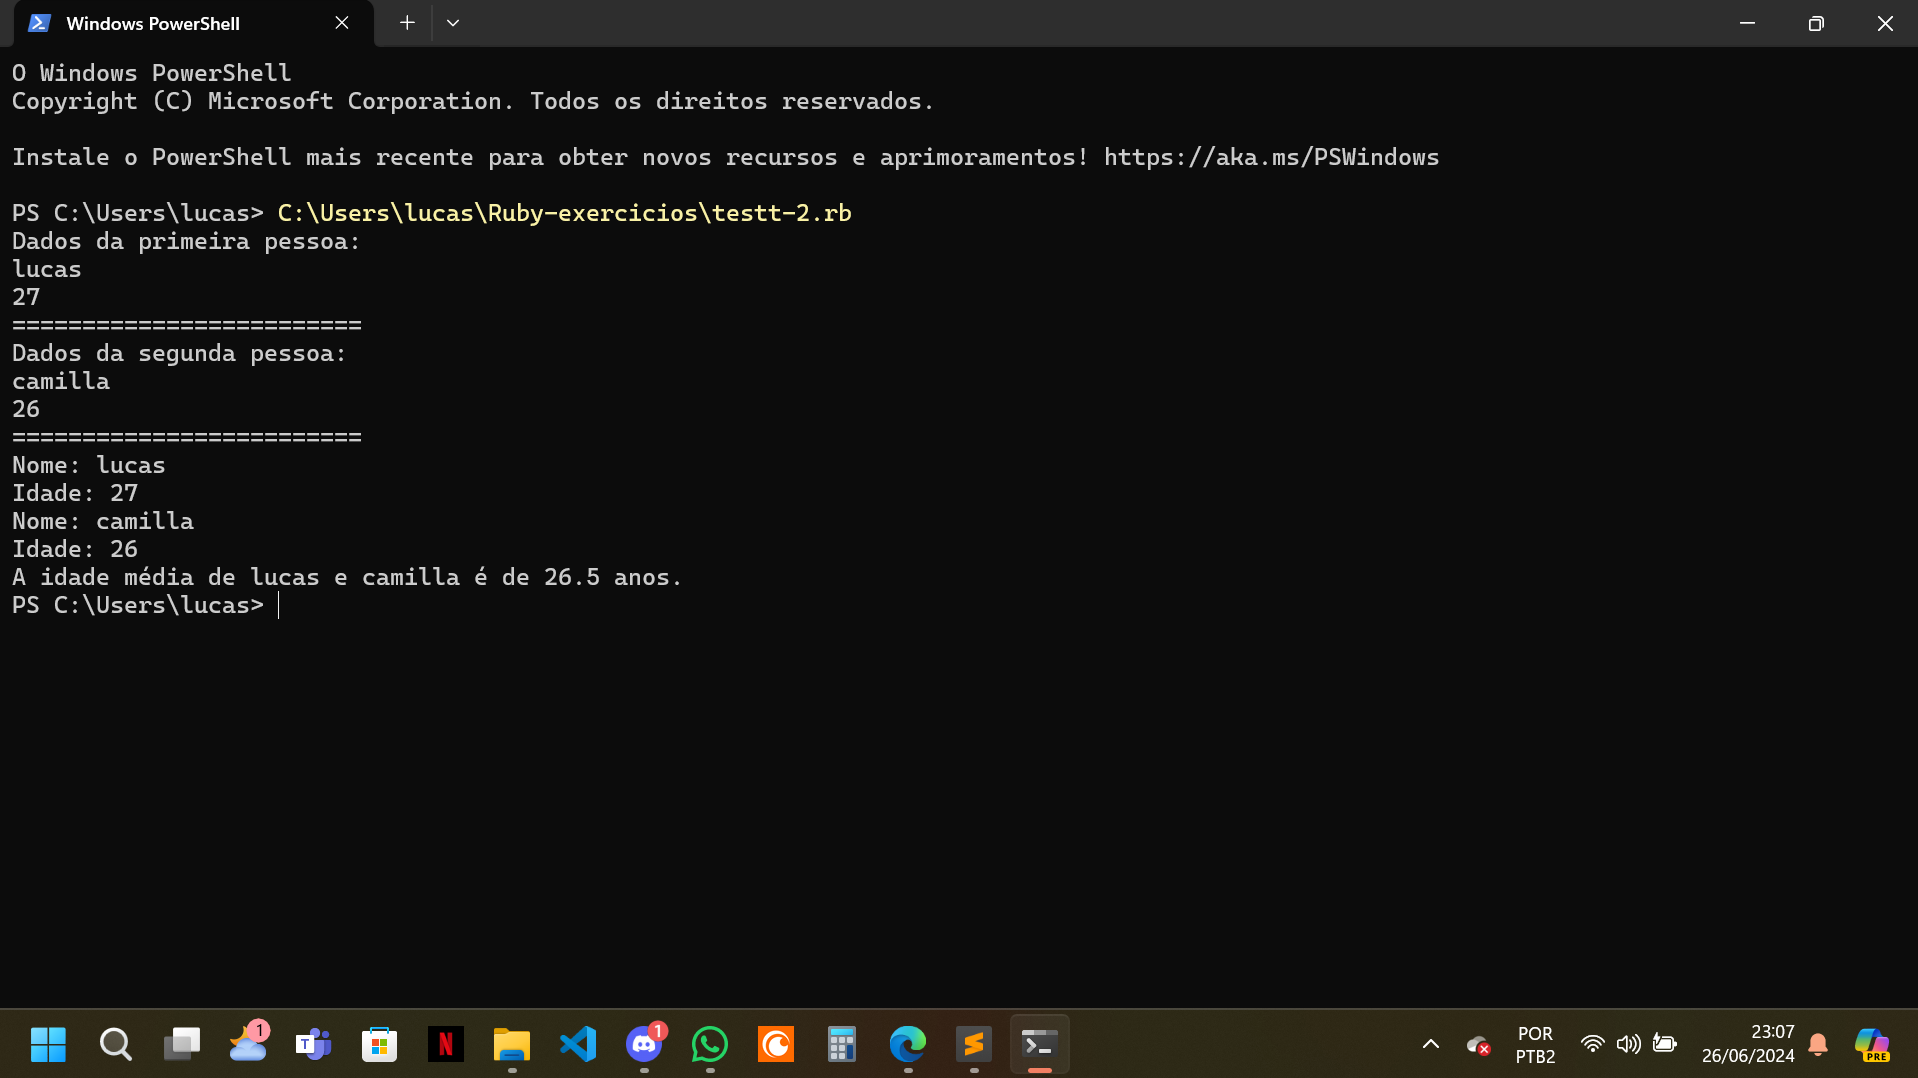 Windows PowerShell
O Windows PowerShell
Copyright (C) Microsoft Corporation. Todos os direitos reservados.
Instale o PowerShell mais recente para obter novos recursos e aprimoramentos! https://aka.ms/PSWindows
PS C:\Users\lucas> C:\Users\lucas\Ruby-exercicios\testt-2.rb
Dados da primeira pessoa:
lucas
27
=========================
Dados da segunda pessoa:
camilla
26
=========================
Nome: lucas
Idade: 27
Nome: camilla
Idade: 26
A idade média de lucas e camilla é de 26.5 anos.
PS C:\Users\lucas>
1
T
N
1
POR
PTB2
23:07
26/06/2024
PRE